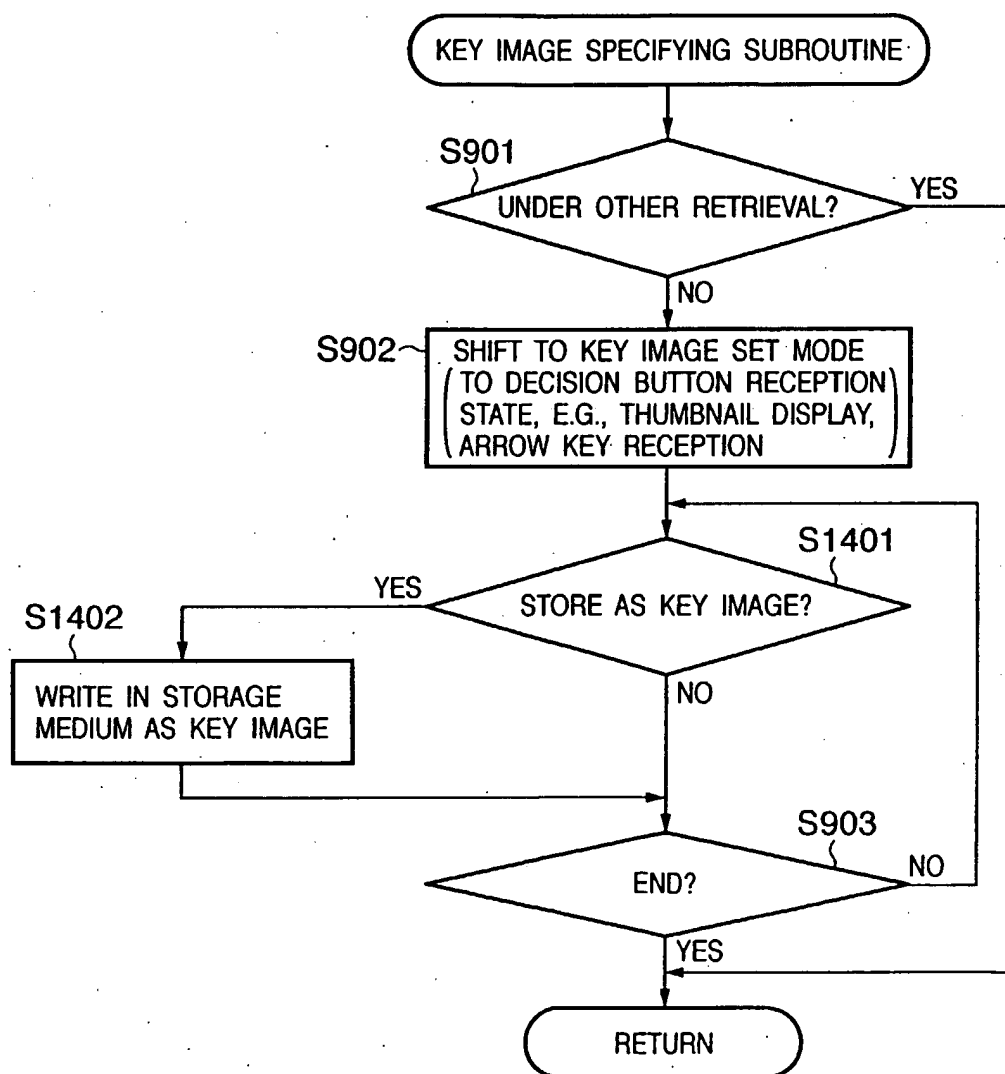 KEY IMAGE SPECIFYING SUBROUTINE
S901
UNDER OTHER RETRIEVAL?
YES
NO
S902
SHIFT TO KEY IMAGE SET MODE
(TO DECISION BUTTON RECEPTION
STATE, E.G., THUMBNAIL DISPLAY,
ARROW KEY RECEPTION)
S1401
YES
STORE AS KEY IMAGE?
S1402
NO
WRITE IN STORAGE
MEDIUM AS KEY IMAGE
S903
NO
END?
YES
RETURN